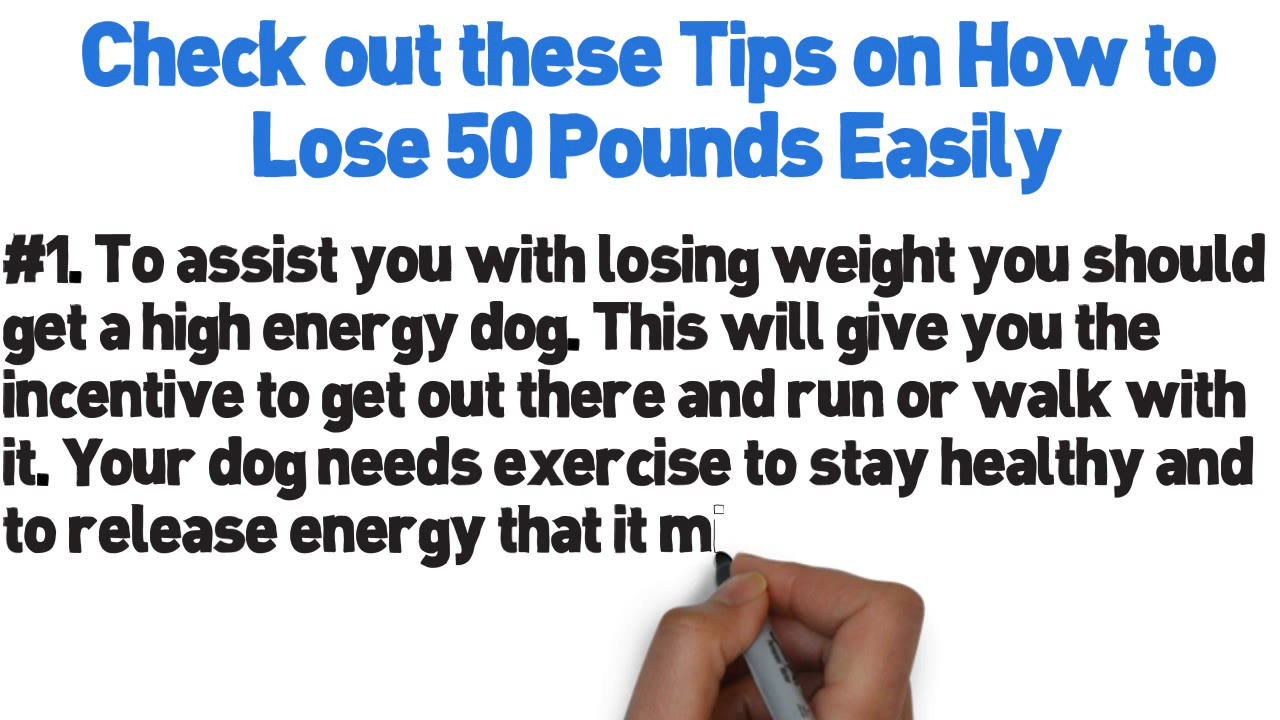 Check out these Tips on How to
Lose 50 Pounds Easily
#1. To assist you with losing weight you should
get a high energy dog. This will give you the
incentive to get out there and run or walk with
it. Your dog needs exercise to stay healthy and
to release energy that it m